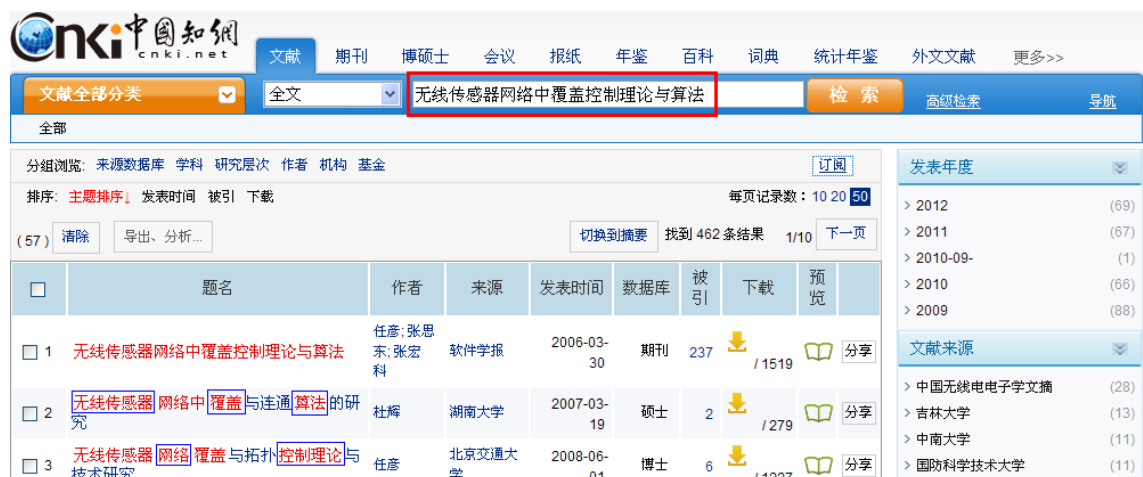 cnki中国知网
cnki.net
文献 期刊 博硕士 会议 报纸 年鉴 百科 词典 统计年鉴 外文文献 更多>>
文献全部分类 全文 无线传感器网络中覆盖控制理论与算法 检索 高级检索 导航
全部
分组浏览: 来源数据库 学科 研究层次 作者 机构 基金 订阅
排序: 主题排序↓ 发表时间 被引 下载 每页记录数: 10 20 50
(57) 清除 导出、分析... 切换到摘要 找到 462 条结果 1/10 下一页
题名 作者 来源 发表时间 数据库 被引 下载 预览
1 无线传感器网络中覆盖控制理论与算法 任彦;张思东;张宏科 软件学报 2006-03-30 期刊 237 /1519 分享
2 无线传感器网络中覆盖与连通算法的研究 杜辉 湖南大学 2007-03-19 硕士 2 /279 分享
3 无线传感器网络覆盖与拓扑控制理论与技术研究 任彦 北京交通大学 2008-06-01 博士 6 /1227 分享
发表年度
> 2012 (69)
> 2011 (67)
> 2010-09- (1)
> 2010 (66)
> 2009 (88)
文献来源
> 中国无线电电子学文摘 (28)
> 吉林大学 (13)
> 中南大学 (11)
> 国防科学技术大学 (11)